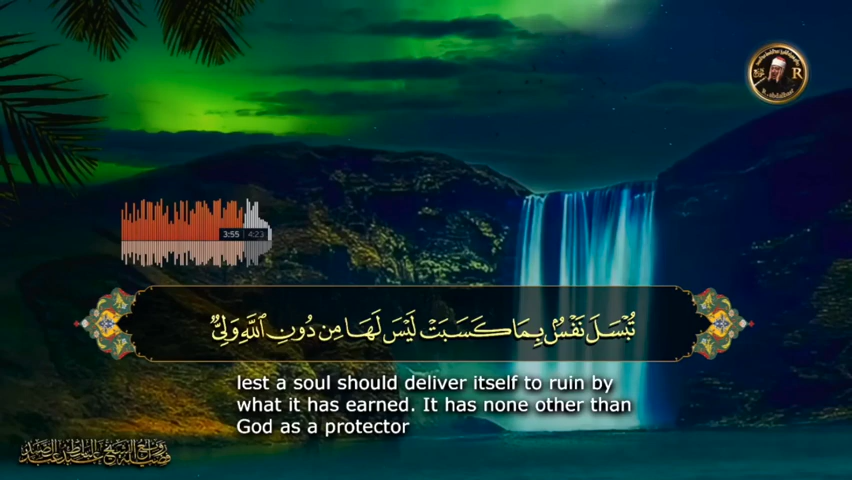 3:55 4:23
تُبْسَلَ نَفْسٌۢ بِمَا كَسَبَتْ لَيْسَ لَهَا مِن دُونِ ٱللَّهِ وَلِىٌّ
lest a soul should deliver itself to ruin by
what it has earned. It has none other than
God as a protector
R